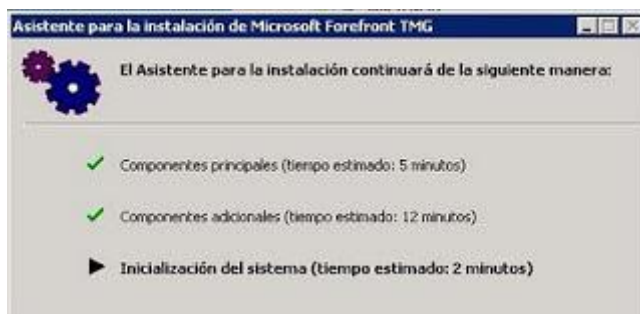 Asistente para la instalación de Microsoft Forefront TMG
El Asistente para la instalación continuará de la siguiente manera:
Componentes principales (tiempo estimado: 5 minutos)
Componentes adicionales (tiempo estimado: 12 minutos)
Inicialización del sistema (tiempo estimado: 2 minutos)